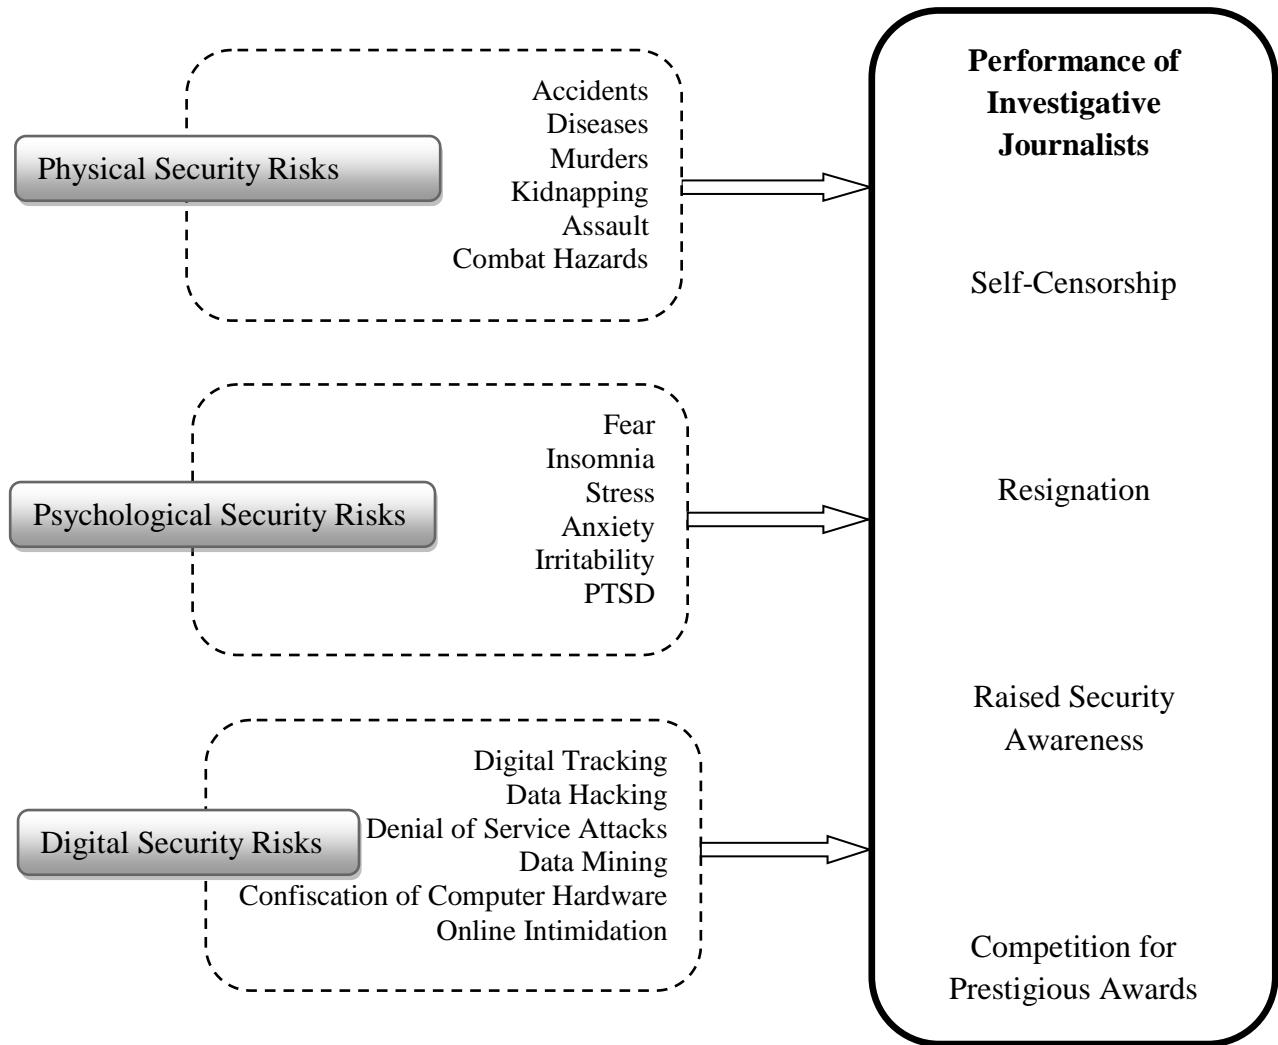 Physical Security Risks
Accidents
Diseases
Murders
Kidnapping
Assault
Combat Hazards
Psychological Security Risks
Fear
Insomnia
Stress
Anxiety
Irritability
PTSD
Digital Security Risks
Digital Tracking
Data Hacking
Denial of Service Attacks
Data Mining
Confiscation of Computer Hardware
Online Intimidation
Performance of
Investigative
Journalists
Self-Censorship
Resignation
Raised Security
Awareness
Competition for
Prestigious Awards